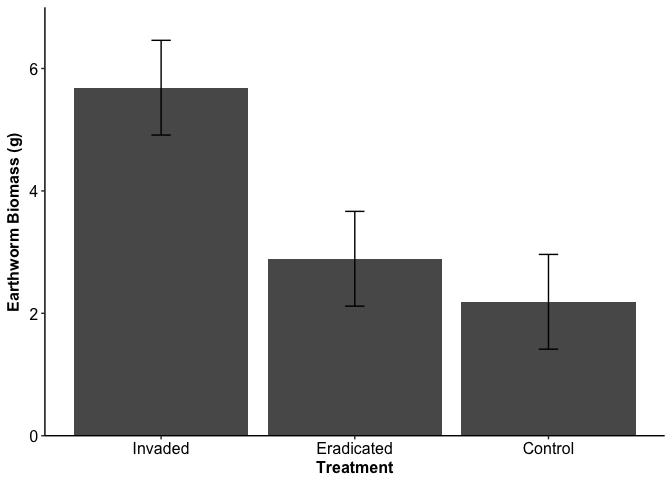 Earthworm Biomass (g)
6
4
2
0
Invaded
Eradicated
Control
Treatment